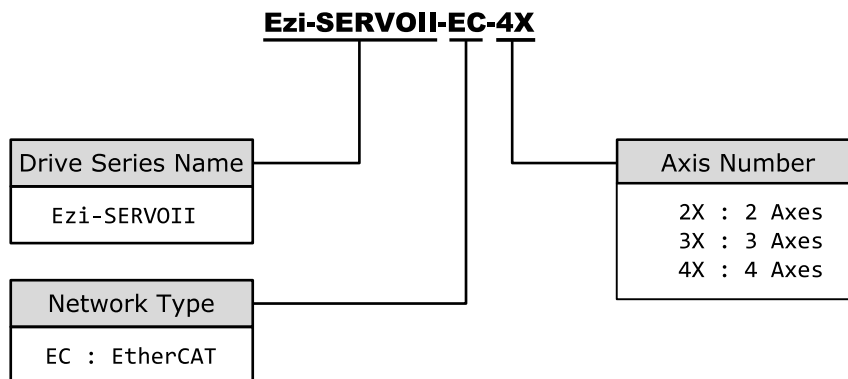 Ezi-SERVOII-EC-4X
Drive Series Name
Ezi-SERVOII
Network Type
EC : EtherCAT
Axis Number
2X : 2 Axes
3X : 3 Axes
4X : 4 Axes